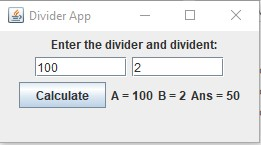 Divider App
Enter the divider and divident:
100 2
Calculate A = 100 B = 2 Ans = 50